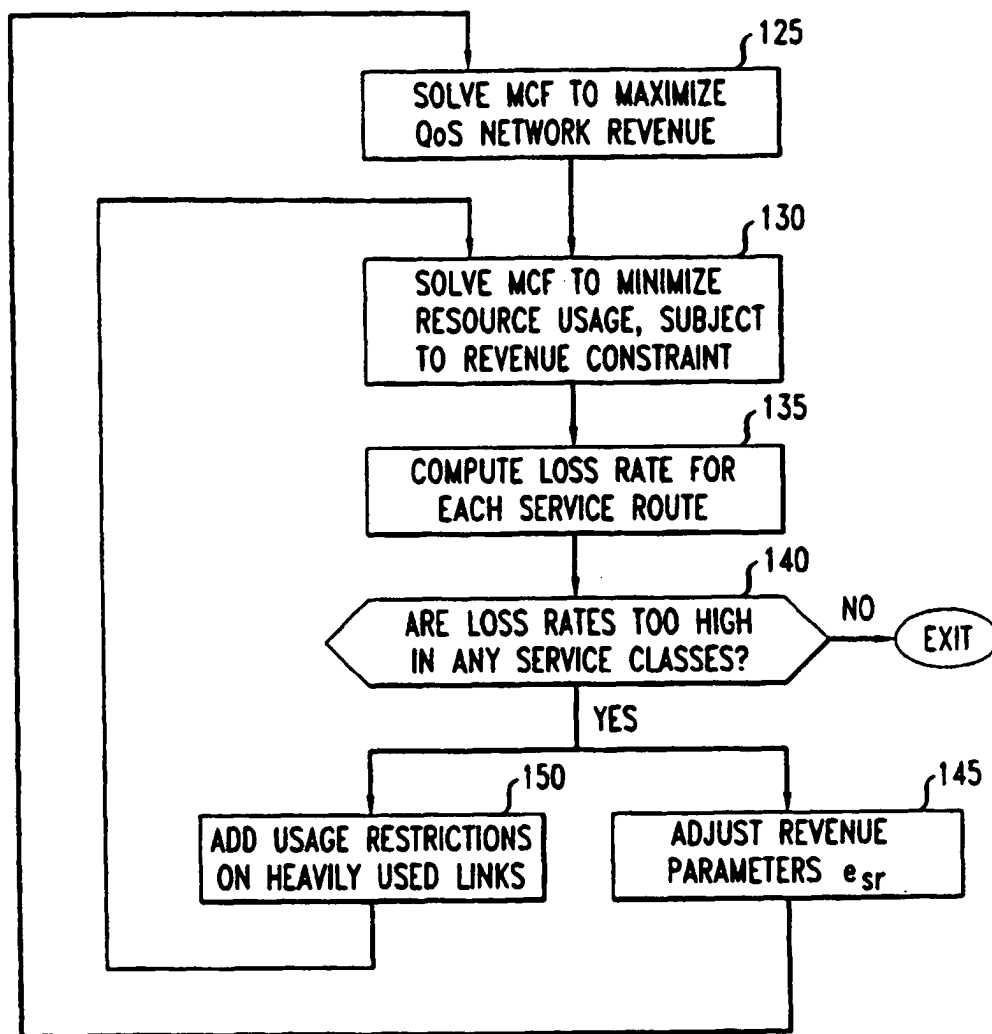 125
SOLVE MCF TO MAXIMIZE
QoS NETWORK REVENUE
130
SOLVE MCF TO MINIMIZE
RESOURCE USAGE, SUBJECT
TO REVENUE CONSTRAINT
135
COMPUTE LOSS RATE FOR
EACH SERVICE ROUTE
140
ARE LOSS RATES TOO HIGH
IN ANY SERVICE CLASSES?
NO
EXIT
YES
150
ADD USAGE RESTRICTIONS
ON HEAVILY USED LINKS
145
ADJUST REVENUE
PARAMETERS e_sr